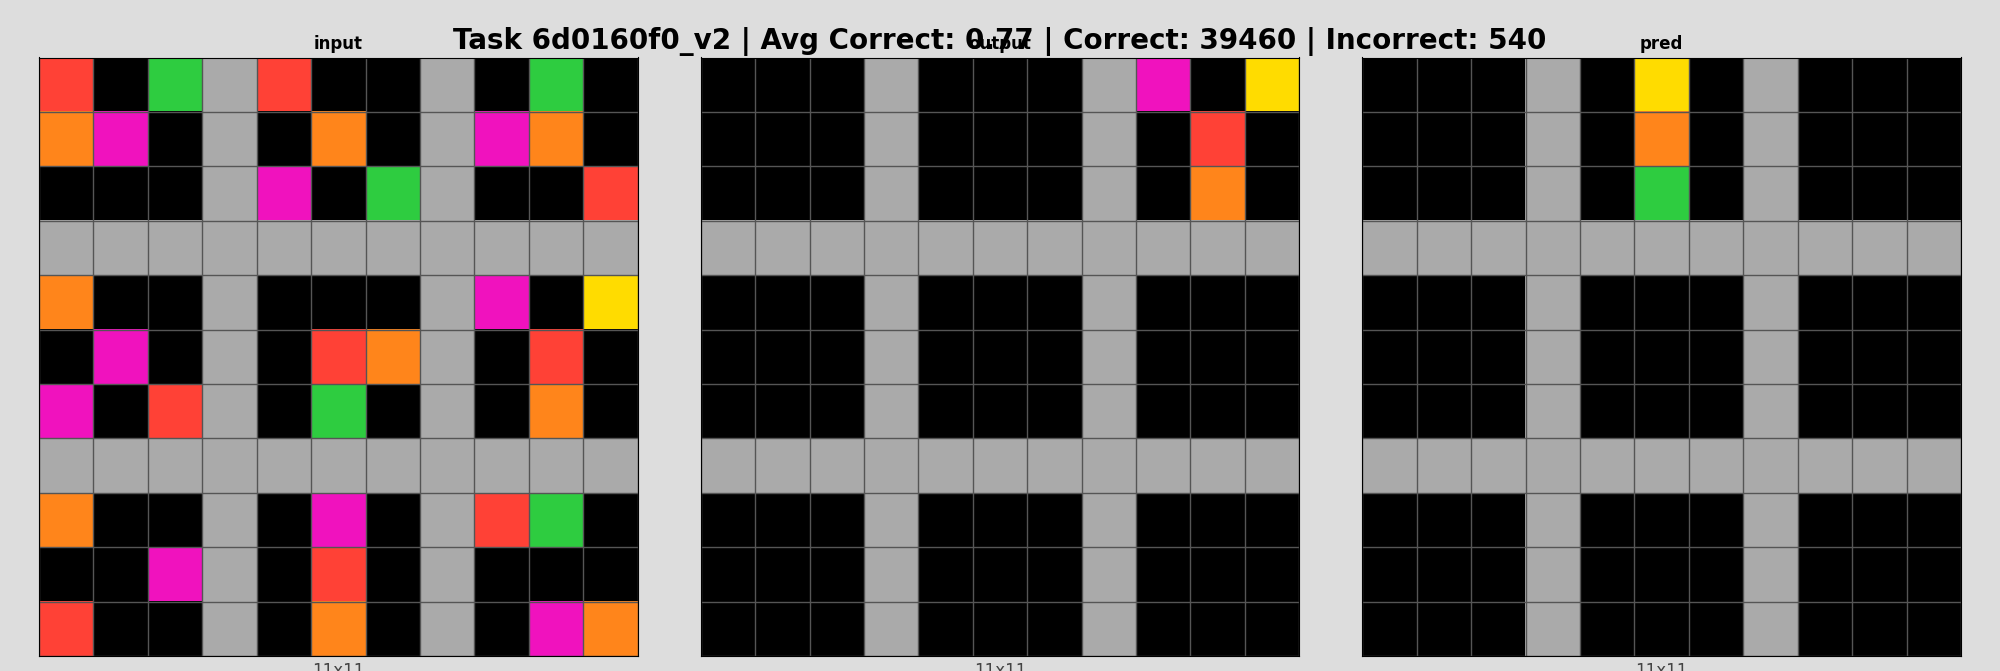 Task 6d0160f0_v2 | Avg Correct: 0.77 | Correct: 39460 | Incorrect: 540
input
output
pred
11x11
11x11
11x11